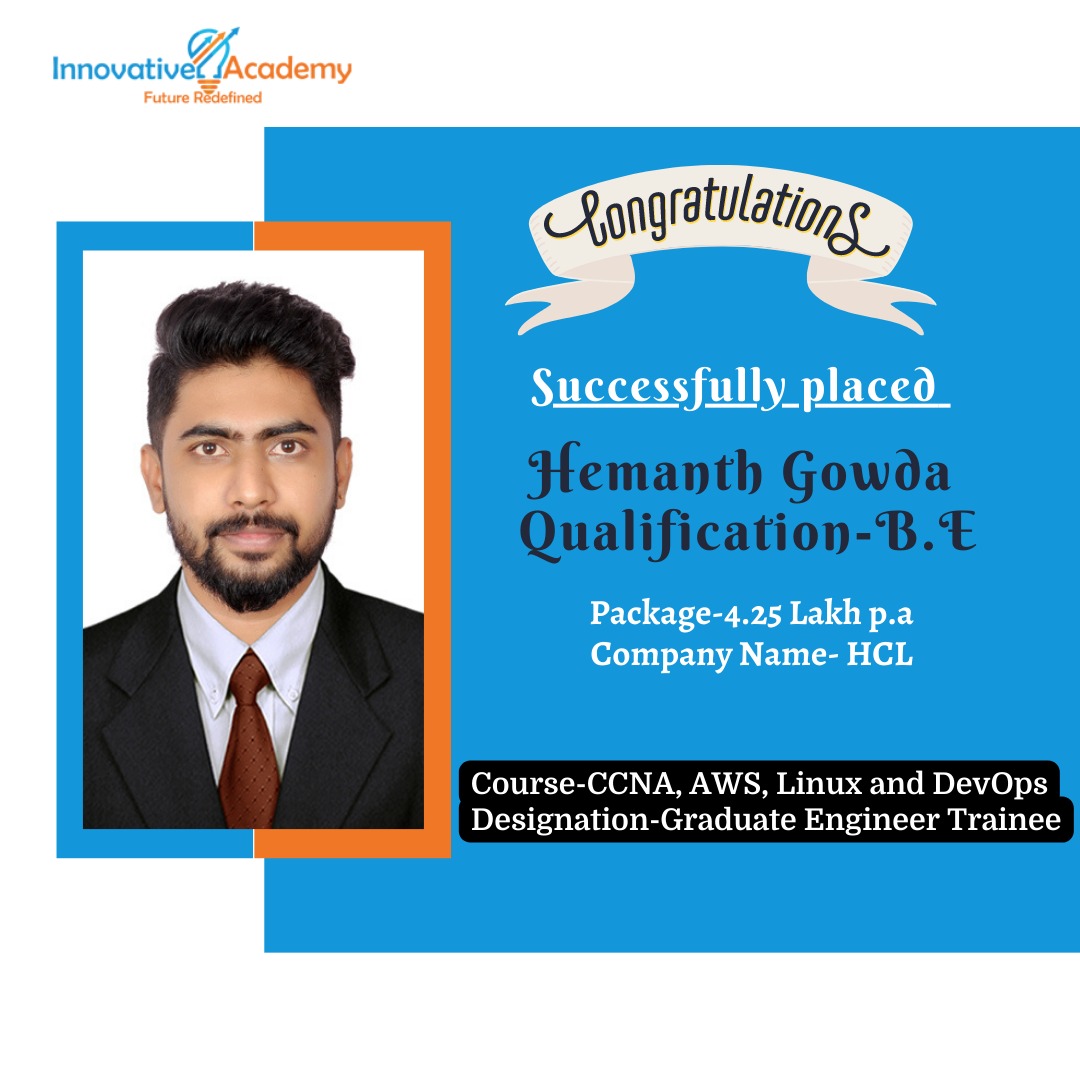 Innovative Academy
Future Redefined
Congratulations
Successfully placed
Hemanth Gowda
Qualification-B.E
Package-4.25 Lakh p.a
Company Name- HCL
Course-CCNA, AWS, Linux and DevOps
Designation-Graduate Engineer Trainee